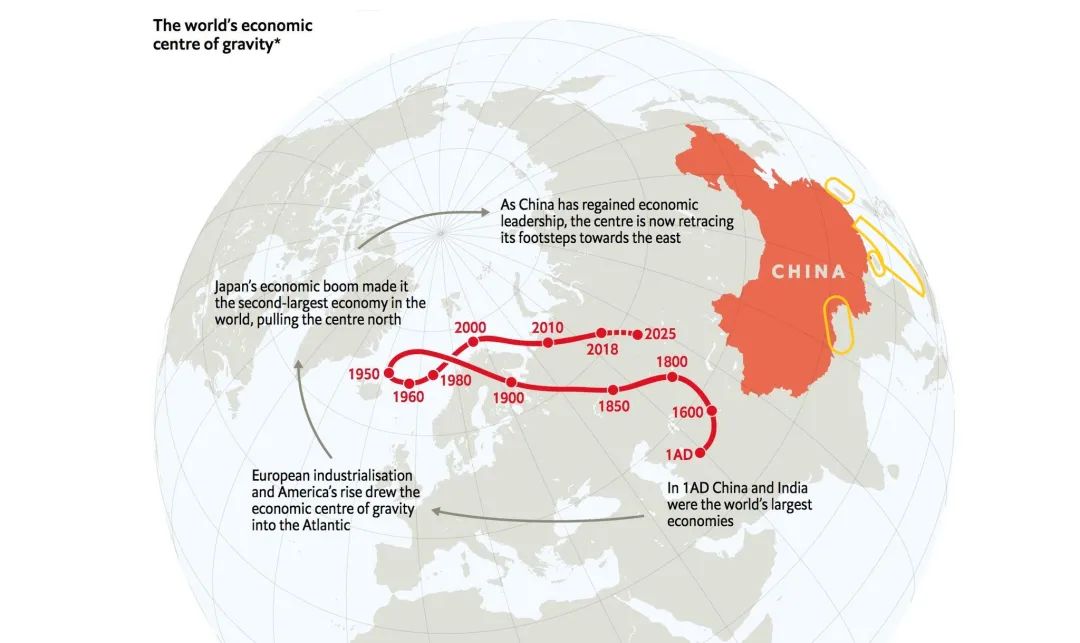 The world's economic
centre of gravity*
As China has regained economic
leadership, the centre is now retracing
its footsteps towards the east
CHINA
Japan's economic boom made it
the second-largest economy in the
world, pulling the centre north
2000
2010
2018
2025
1950
1960
1980
1900
1850
1800
1600
1AD
European industrialisation
and America's rise drew the
economic centre of gravity
into the Atlantic
In 1AD China and India
were the world's largest
economies